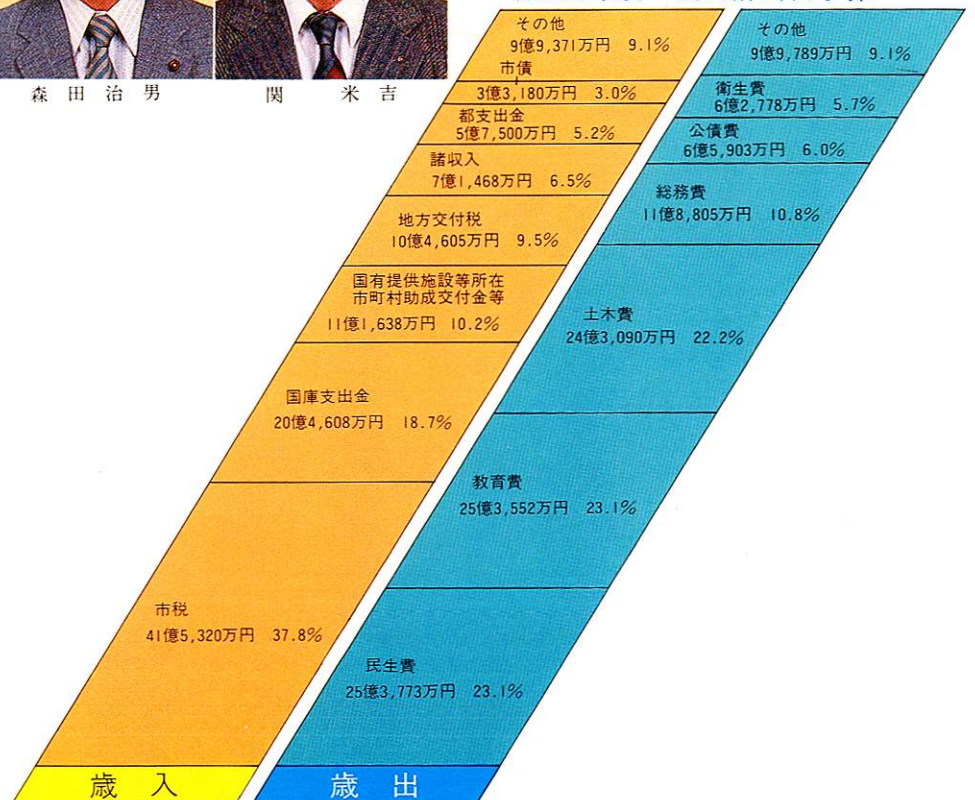 森田治男
関米吉
その他
9億9,371万円 9.1%
市債
3億3,180万円 3.0%
都支出金
5億7,500万円 5.2%
諸収入
7億1,468万円 6.5%
地方交付税
10億4,605万円 9.5%
国有提供施設等所在
市町村助成交付金等
11億1,638万円 10.2%
国庫支出金
20億4,608万円 18.7%
市税
41億5,320万円 37.8%
歳入
その他
9億9,789万円 9.1%
衛生費
6億2,778万円 5.7%
公債費
6億5,903万円 6.0%
総務費
11億8,805万円 10.8%
土木費
24億3,090万円 22.2%
教育費
25億3,552万円 23.1%
民生費
25億3,773万円 23.1%
歳出